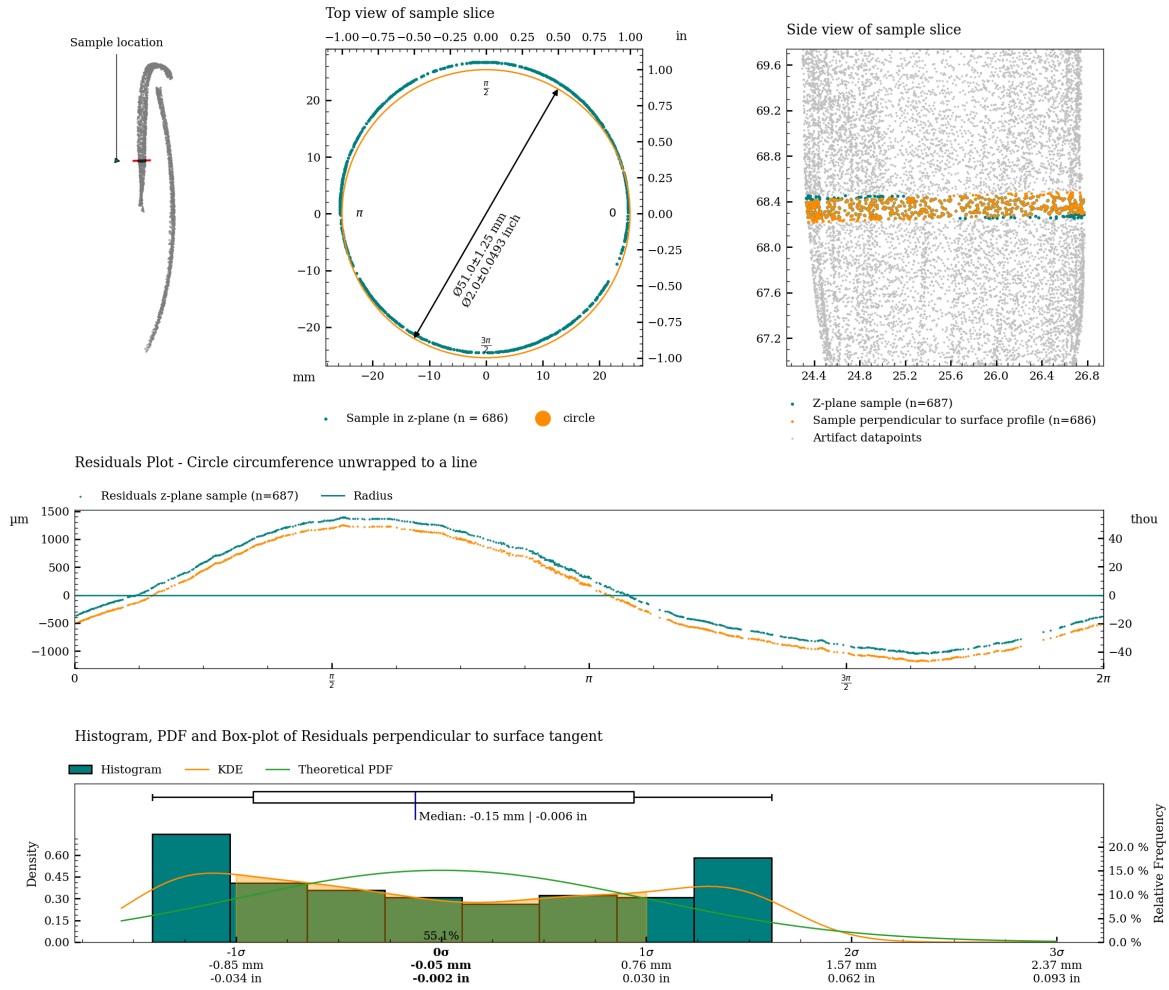 Sample location
Top view of sample slice
−1.00 −0.75 −0.50 −0.25 0.00 0.25 0.50 0.75 1.00 in
20
10
0
−10
−20
mm
−20 −10 0 10 20
1.00
0.75
0.50
0.25
0.00
−0.25
−0.50
−0.75
−1.00
π/2
π
0
3π/2
Ø51.0±1.25 mm
Ø2.0±0.0493 inch
Sample in z-plane (n = 686) circle
Side view of sample slice
69.6
69.2
68.8
68.4
68.0
67.6
67.2
24.4 24.8 25.2 25.6 26.0 26.4 26.8
Z-plane sample (n=687)
Sample perpendicular to surface profile (n=686)
Artifact datapoints
Residuals Plot - Circle circumference unwrapped to a line
Residuals z-plane sample (n=687) Radius
µm
1500
1000
500
0
−500
−1000
thou
40
20
0
−20
−40
0 π/2 π 3π/2 2π
Histogram, PDF and Box-plot of Residuals perpendicular to surface tangent
Histogram KDE Theoretical PDF
Median: -0.15 mm | -0.006 in
Density
0.60
0.45
0.30
0.15
0.00
Relative Frequency
20.0 %
15.0 %
10.0 %
5.0 %
0.0 %
55.1%
-1σ 0σ 1σ 2σ 3σ
-0.85 mm -0.05 mm 0.76 mm 1.57 mm 2.37 mm
-0.034 in -0.002 in 0.030 in 0.062 in 0.093 in